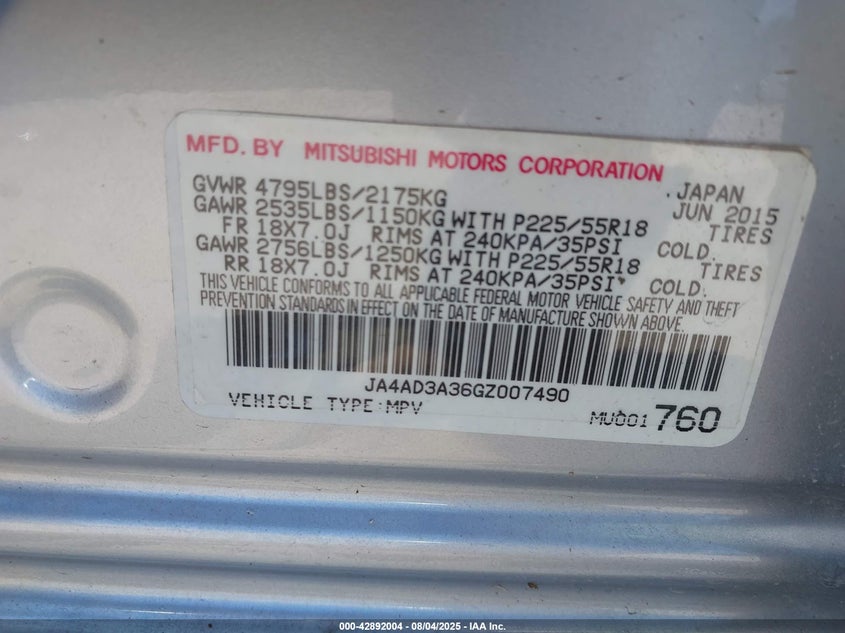 MFD. BY MITSUBISHI MOTORS CORPORATION
GVWR 4795LBS/2175KG JAPAN
GAWR 2535LBS/1150KG WITH P225/55R18 JUN 2015
FR 18X7.0J RIMS AT 240KPA/35PSI TIRES COLD.
GAWR 2756LBS/1250KG WITH P225/55R18 TIRES
RR 18X7.0J RIMS AT 240KPA/35PSI COLD.
THIS VEHICLE CONFORMS TO ALL APPLICABLE FEDERAL MOTOR VEHICLE SAFETY AND THEFT
PREVENTION STANDARDS IN EFFECT ON THE DATE OF MANUFACTURE SHOWN ABOVE.
JA4AD3A36GZ007490
VEHICLE TYPE:MPV MU001 760
000-42892004 - 08/04/2025 - IAA Inc.